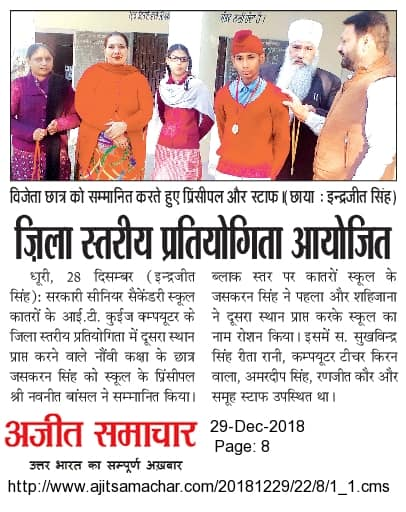 विजेता छात्र को सम्मानित करते हुए प्रिंसीपल और स्टाफ। (छाया : इन्द्रजीत सिंह)
ज़िला स्तरीय प्रतियोगिता आयोजित
धूरी, 28 दिसम्बर (इन्द्रजीत
सिंह): सरकारी सीनियर सैकेंडरी स्कूल
कातरों के आई.टी. कुईज कम्पयूटर के
जिला स्तरीय प्रतियोगिता में दूसरा स्थान
प्राप्त करने वाले नौंवी कक्षा के छात्र
जसकरन सिंह को स्कूल के प्रिंसीपल
श्री नवनीत बांसल ने सम्मानित किया।
ब्लाक स्तर पर कातरों स्कूल के
जसकरन सिंह ने पहला और शहिजाना
ने दूसरा स्थान प्राप्त करके स्कूल का
नाम रोशन किया। इसमें स. सुखविन्द्र
सिंह रीता रानी, कम्पयूटर टीचर किरन
वाला, अमरदीप सिंह, रणजीत कौर और
समूह स्टाफ उपस्थित था।
अजीत समाचार
उत्तर भारत का सम्पूर्ण अख़बार
29-Dec-2018
Page: 8
http://www.ajitsamachar.com/20181229/22/8/1_1.cms